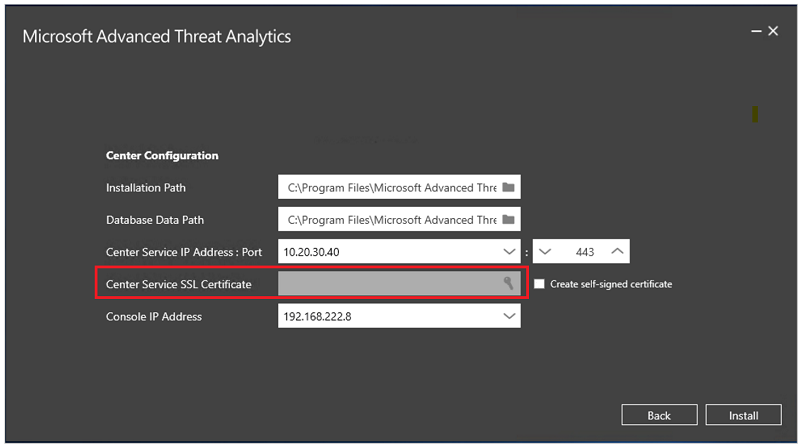 Microsoft Advanced Threat Analytics
Center Configuration
Installation Path C:\Program Files\Microsoft Advanced Thre
Database Data Path C:\Program Files\Microsoft Advanced Thre
Center Service IP Address : Port 10.20.30.40 : 443
Center Service SSL Certificate Create self-signed certificate
Console IP Address 192.168.222.8
Back Install